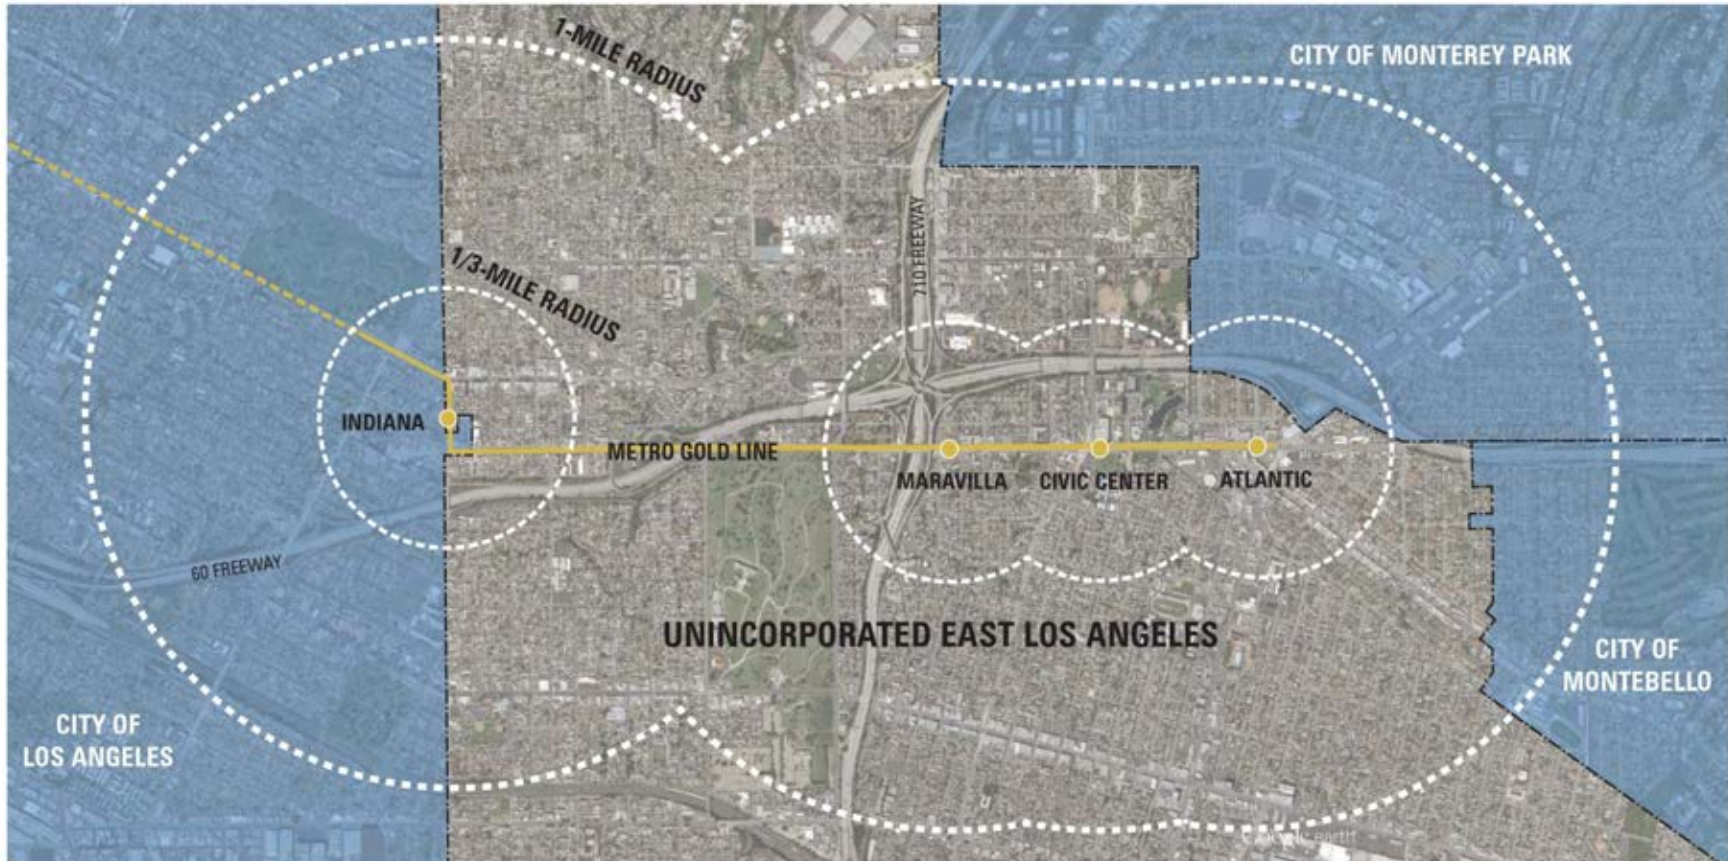 1-MILE RADIUS
CITY OF MONTEREY PARK
1/3-MILE RADIUS
710 FREEWAY
INDIANA
METRO GOLD LINE
MARAVILLA
CIVIC CENTER
ATLANTIC
60 FREEWAY
UNINCORPORATED EAST LOS ANGELES
CITY OF
MONTEBELLO
CITY OF
LOS ANGELES